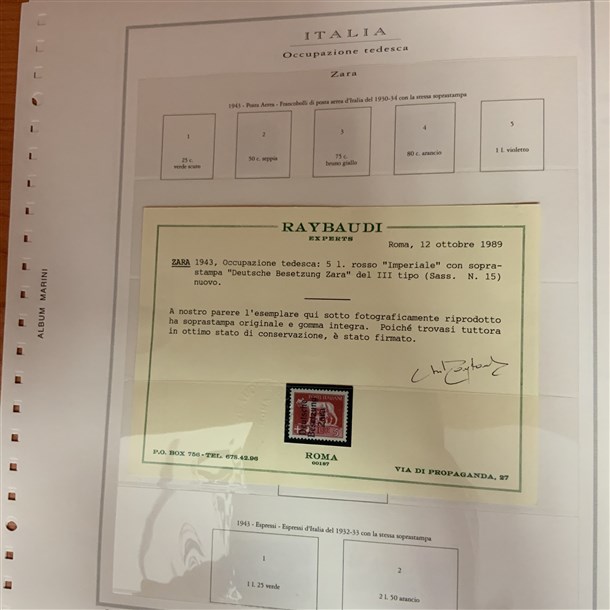 ITALIA
Occupazione tedesca
Zara
1943 - Posta Aerea - Francobolli di posta aerea d'Italia del 1930-34 con la stessa soprastampa
1
25 c.
verde scuro
2
50 c. seppia
3
75 c.
bruno giallo
4
80 c. arancio
5
1 l. violetto
ALBUM MARINI
RAYBAUDI
EXPERTS
Roma, 12 ottobre 1989
ZARA 1943, Occupazione tedesca: 5 l. rosso "Imperiale" con sopra-
stampa "Deutsche Besetzung Zara" del III tipo (Sass. N. 15)
nuovo.
A nostro parere l'esemplare qui sotto fotograficamente riprodotto
ha soprastampa originale e gomma integra. Poiché trovasi tuttora
in ottimo stato di conservazione, è stato firmato.
Deutsche
Besetzung
Zara
P.O. BOX 786 - TEL. 678.42.98
ROMA
00187
VIA DI PROPAGANDA, 27
1943 - Espressi - Espressi d'Italia del 1932-33 con la stessa soprastampa
1
1 l. 25 verde
2
2 l. 50 arancio